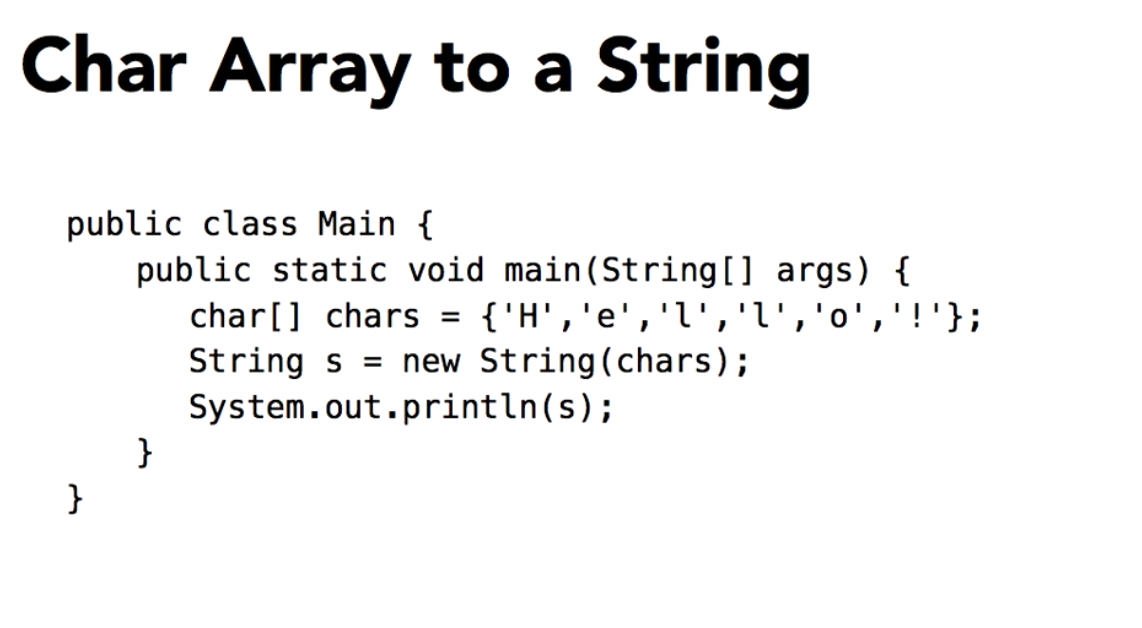 Char Array to a String
public class Main {
    public static void main(String[] args) {
        char[] chars = {'H','e','l','l','o','!'};
        String s = new String(chars);
        System.out.println(s);
    }
}